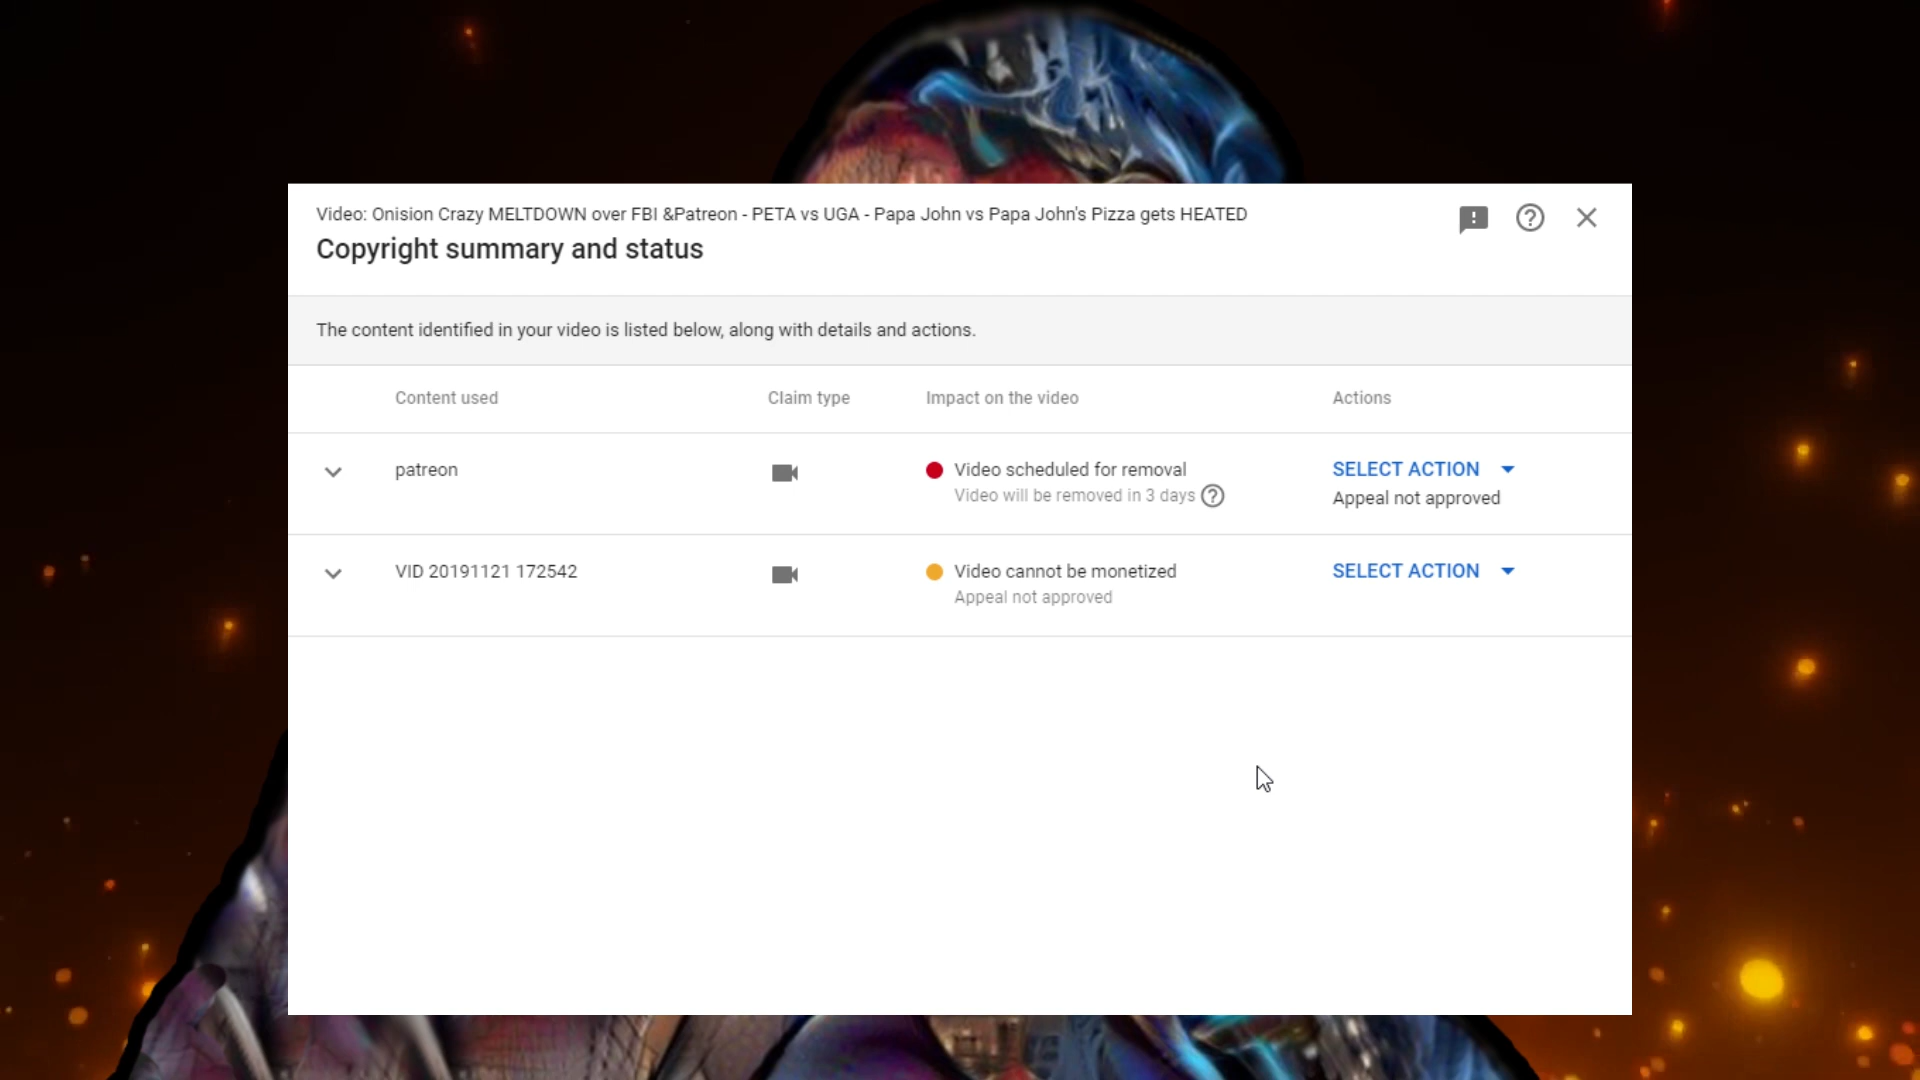 Video: Onision Crazy MELTDOWN over FBI &Patreon - PETA vs UGA - Papa John vs Papa John's Pizza gets HEATED
Copyright summary and status
The content identified in your video is listed below, along with details and actions.
Content used Claim type Impact on the video Actions
patreon Video scheduled for removal SELECT ACTION
Video will be removed in 3 days Appeal not approved
VID 20191121 172542 Video cannot be monetized SELECT ACTION
Appeal not approved